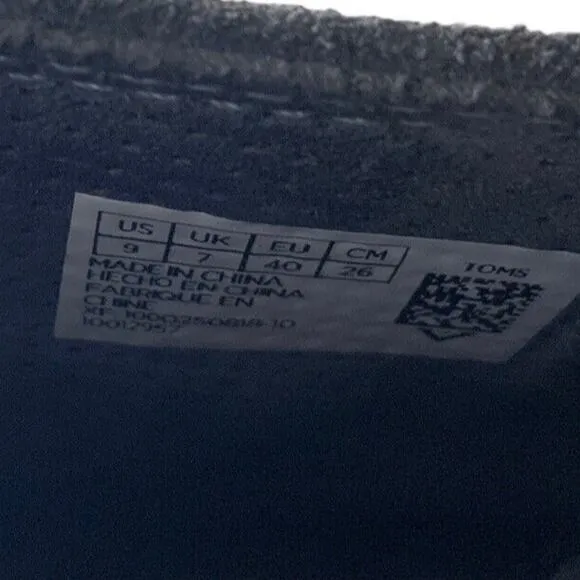 US UK EU CM TOMS
9 7 40 26
MADE IN CHINA
HECHO EN CHINA
FABRIQUE EN
CHINE